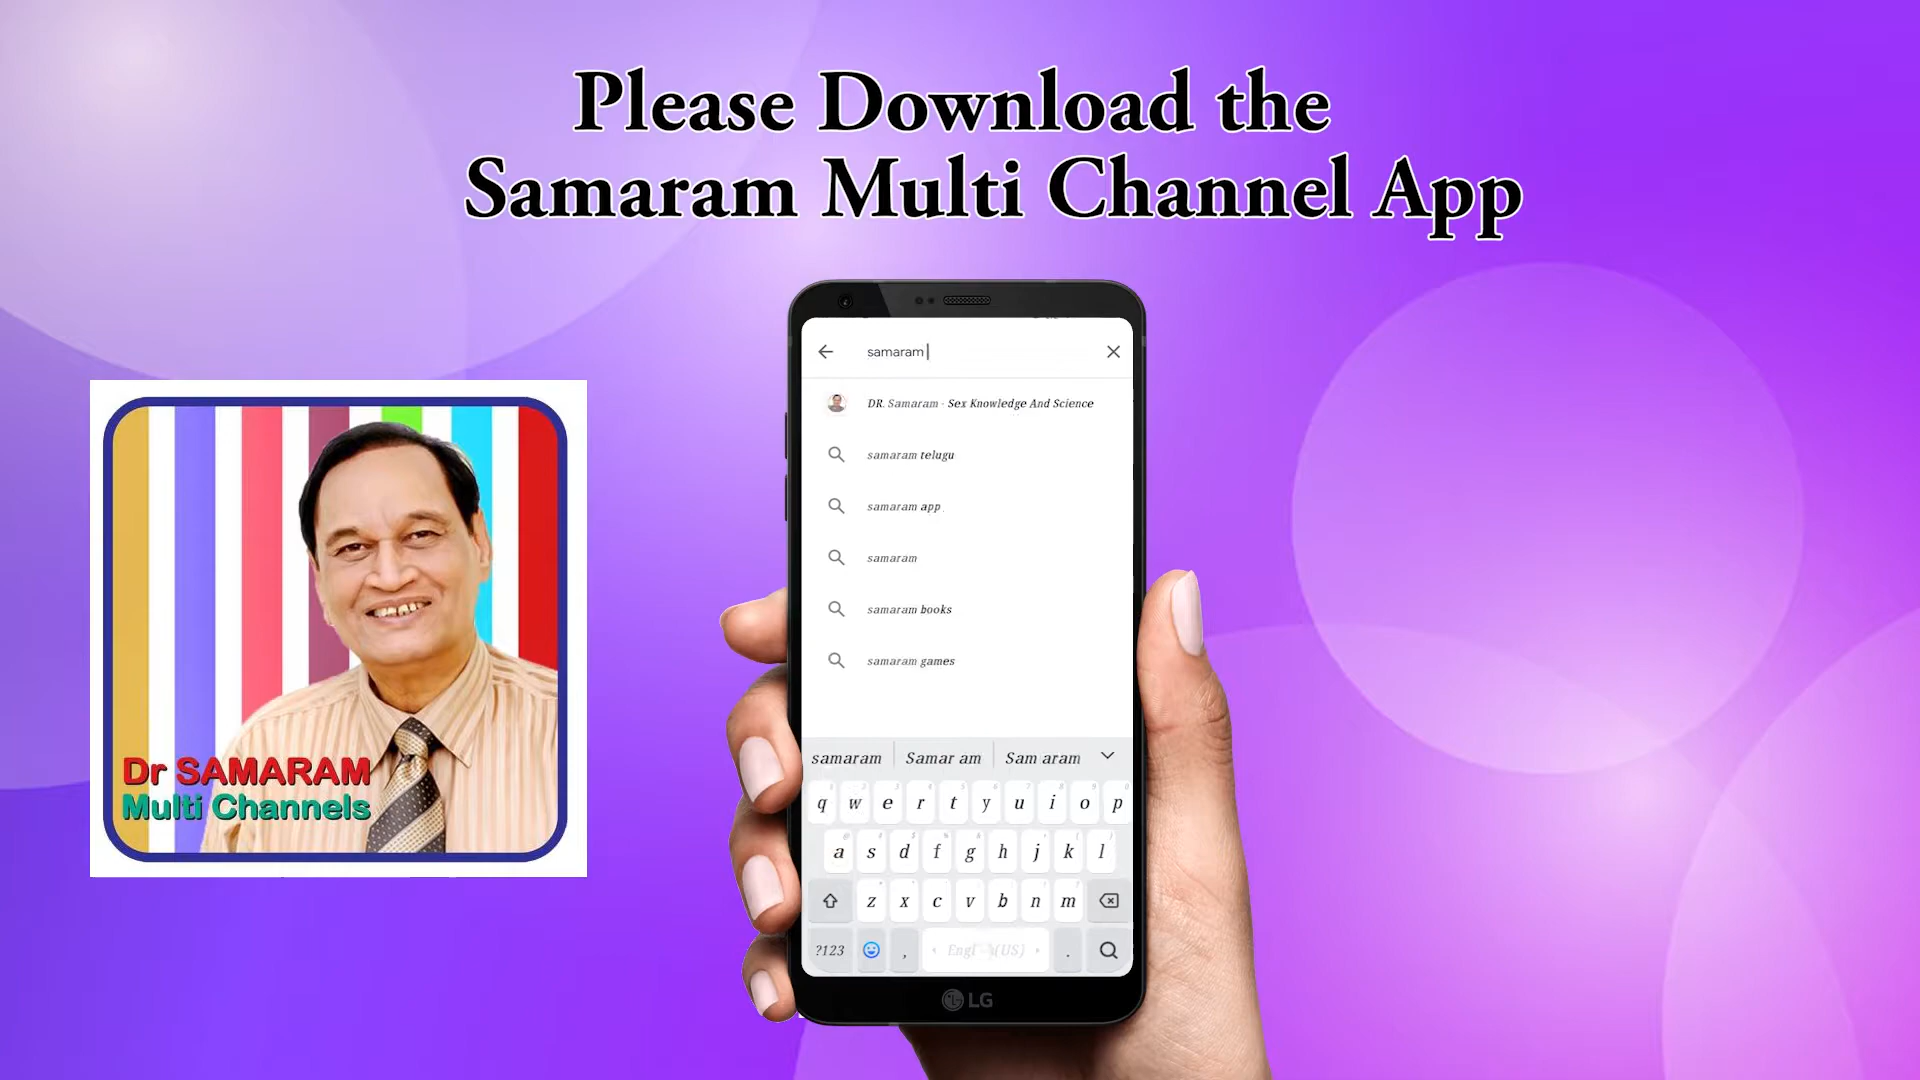 Please Download the
Samaram Multi Channel App
samaram
DR. Samaram - Sex Knowledge And Science
samaram telugu
samaram app
samaram
samaram books
samaram games
samaram Samar am Sam aram
q w e r t y u i o p
a s d f g h j k l
z x c v b n m
?123 , .
LG
Dr SAMARAM
Multi Channels